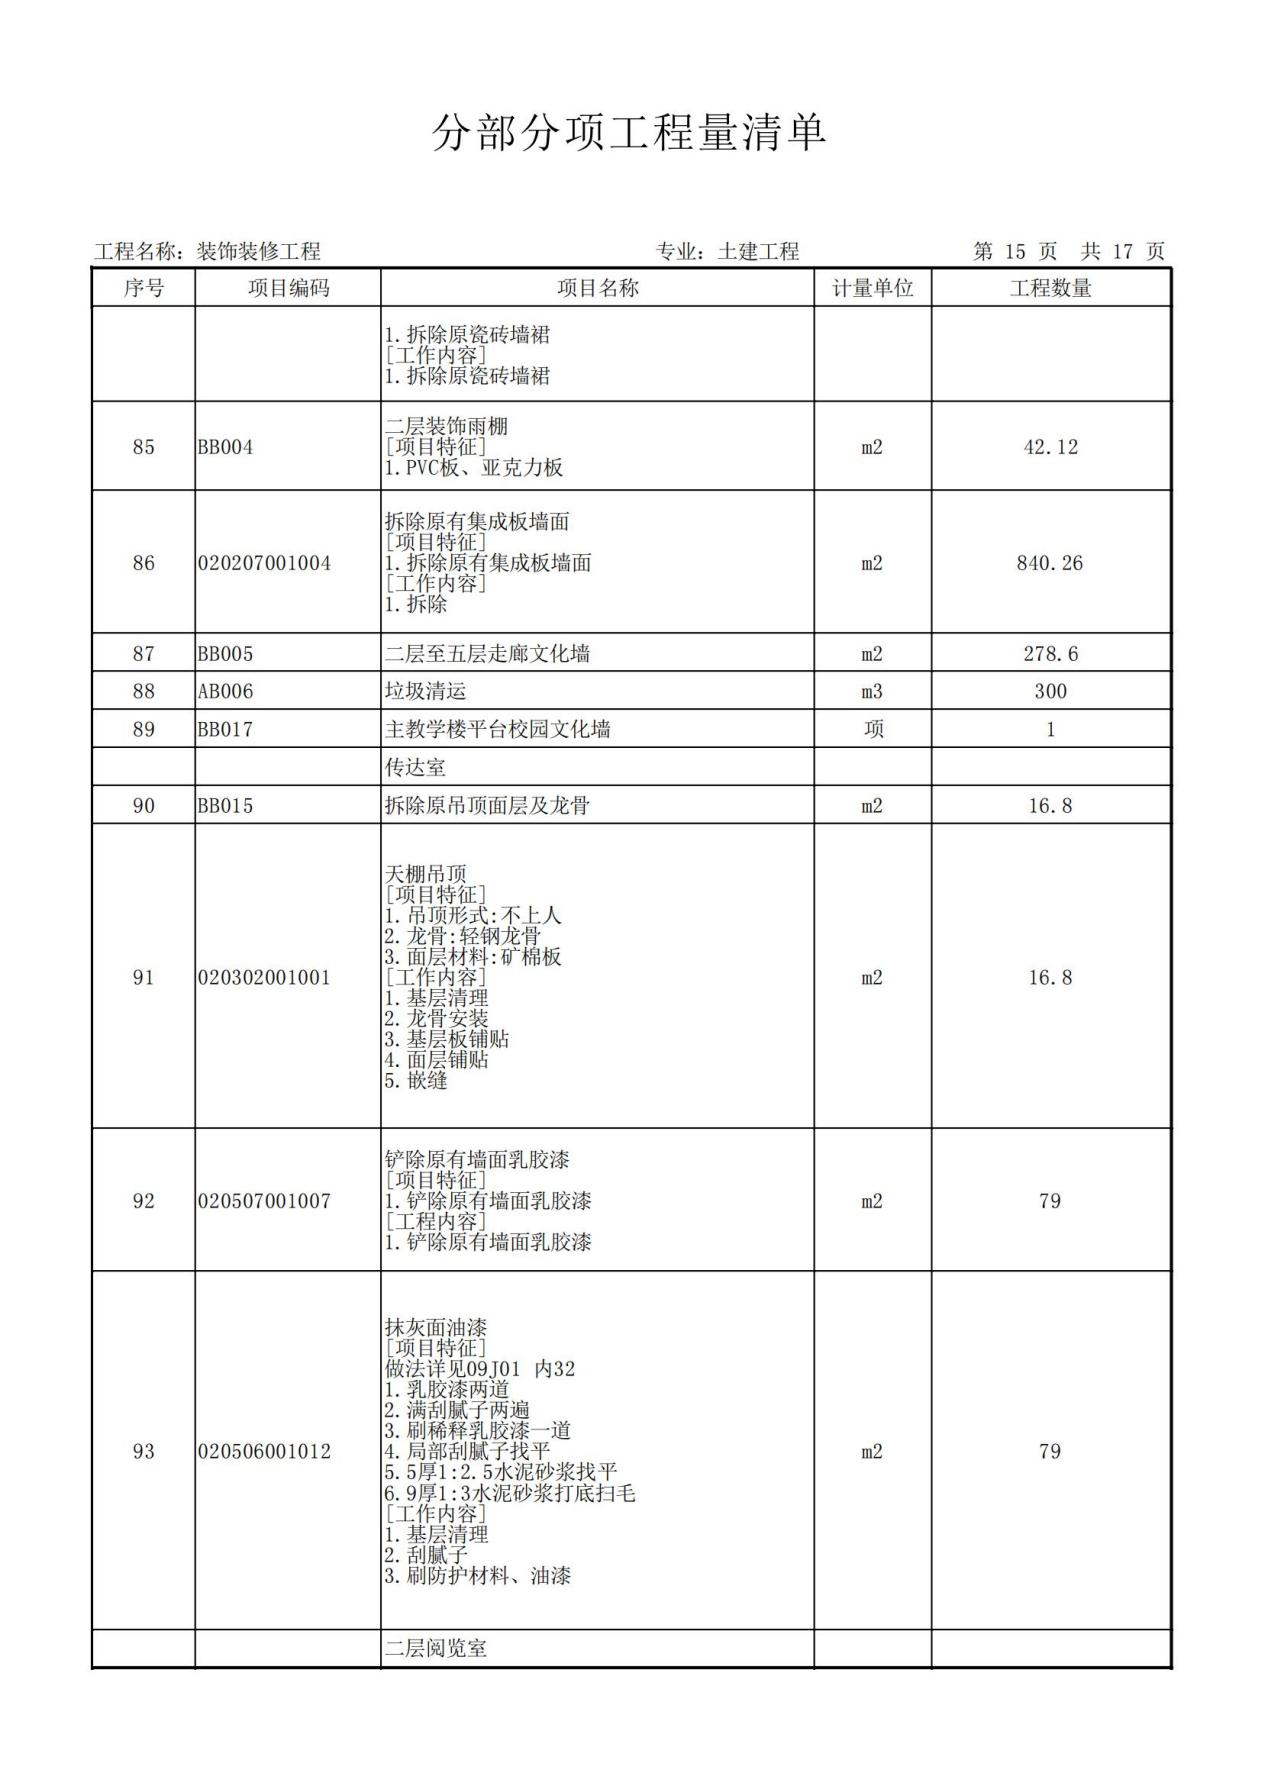 分部分项工程量清单
工程名称：装饰装修工程 专业：土建工程 第 15 页 共 17 页
序号 项目编码 项目名称 计量单位 工程数量
1.拆除原瓷砖墙裙
[工作内容]
1.拆除原瓷砖墙裙
二层装饰雨棚
[项目特征]
85 BB004 m2 42.12
1.PVC板、亚克力板
拆除原有集成板墙面
[项目特征]
86 020207001004 1.拆除原有集成板墙面 m2 840.26
[工作内容]
1.拆除
87 BB005 二层至五层走廊文化墙 m2 278.6
88 AB006 垃圾清运 m3 300
89 BB017 主教学楼平台校园文化墙 项 1
传达室
90 BB015 拆除原吊顶面层及龙骨 m2 16.8
天棚吊顶
[项目特征]
1.吊顶形式:不上人
2.龙骨:轻钢龙骨
3.面层材料:矿棉板
91 020302001001 [工作内容] m2 16.8
1.基层清理
2.龙骨安装
3.基层板铺贴
4.面层铺贴
5.嵌缝
铲除原有墙面乳胶漆
[项目特征]
92 020507001007 1.铲除原有墙面乳胶漆 m2 79
[工程内容]
1.铲除原有墙面乳胶漆
抹灰面油漆
[项目特征]
做法详见09J01 内32
1.乳胶漆两道
2.满刮腻子两遍
3.刷稀释乳胶漆一道
93 020506001012 4.局部刮腻子找平 m2 79
5.5厚1:2.5水泥砂浆找平
6.9厚1:3水泥砂浆打底扫毛
[工作内容]
1.基层清理
2.刮腻子
3.刷防护材料、油漆
二层阅览室